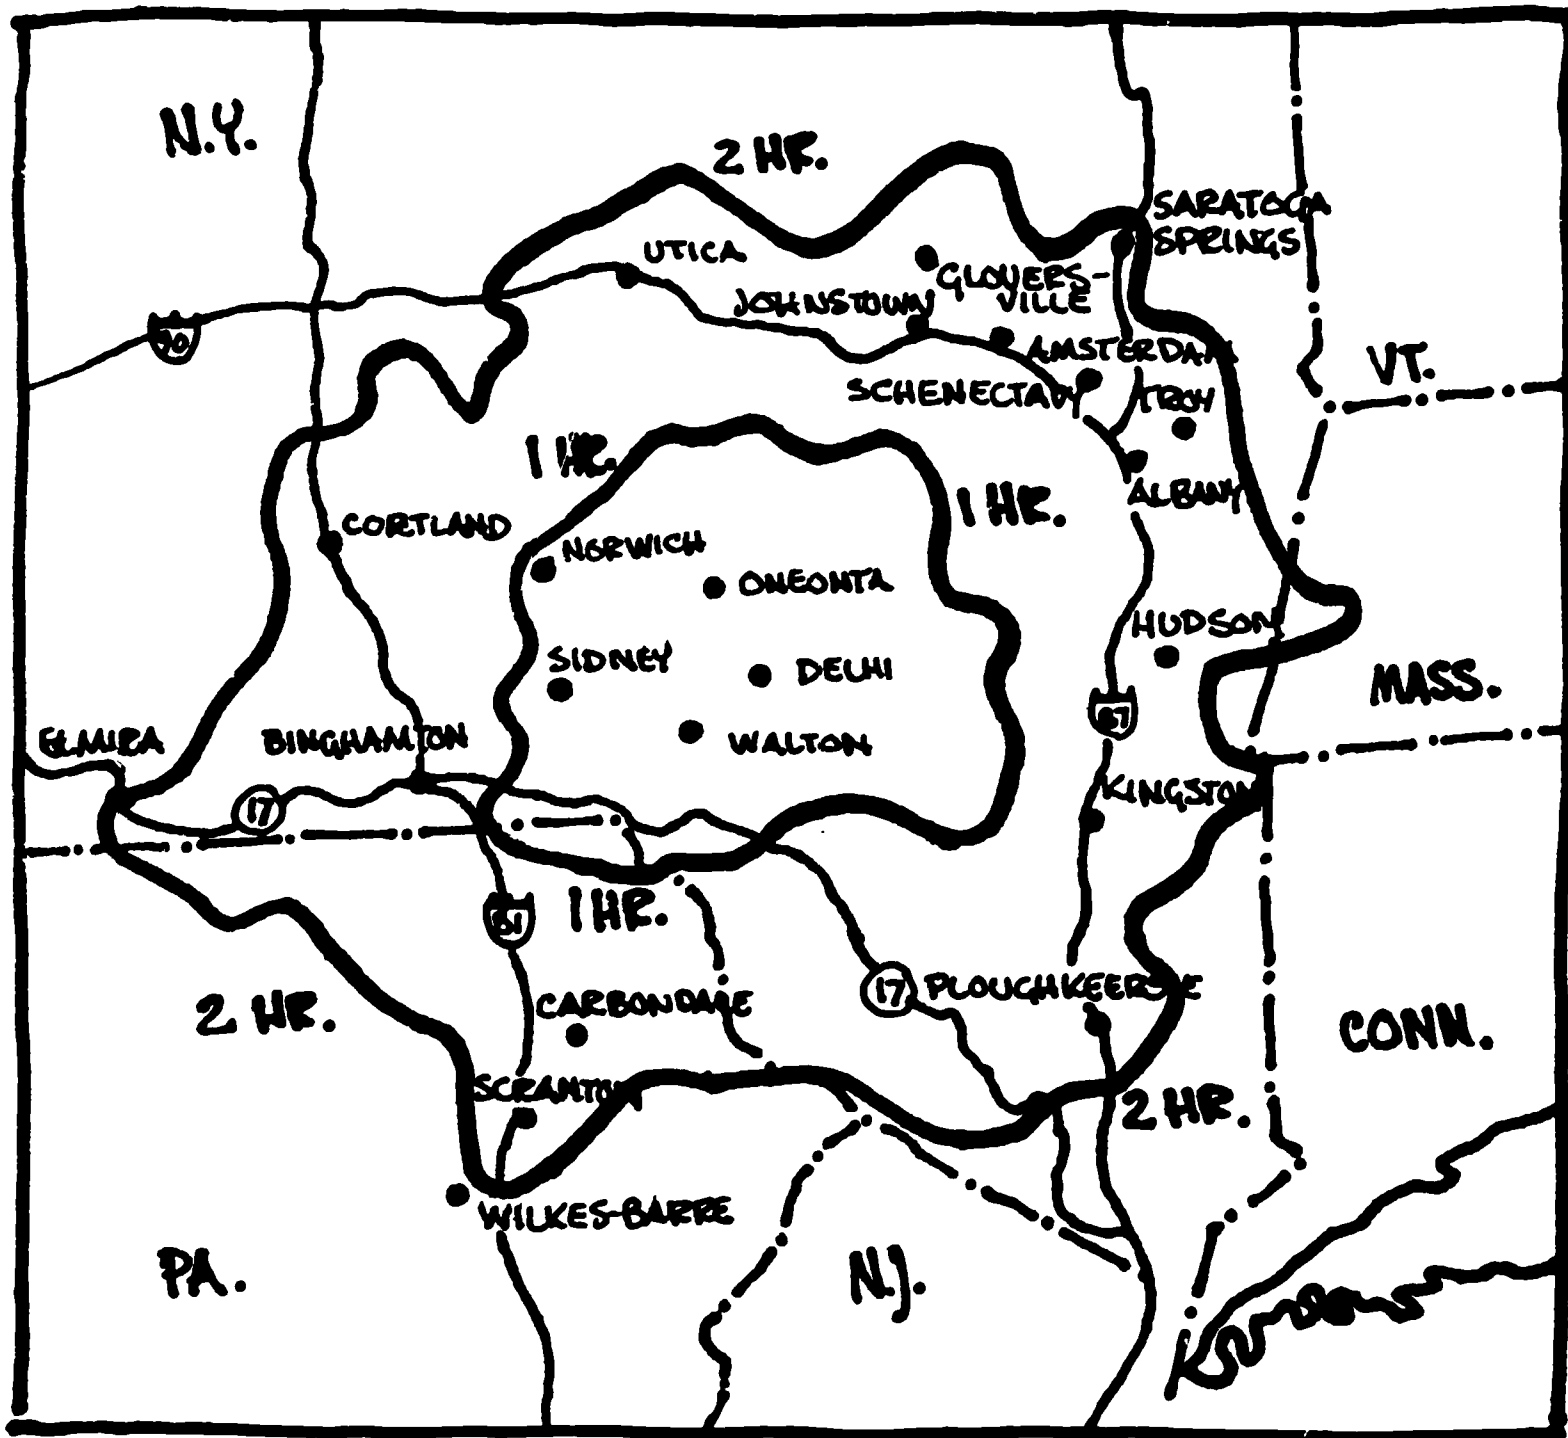 N.Y.
2 HR.
SARATOGA
SPRINGS
UTICA
GLOVERS-
VILLE
JOHNSTOWN
90
AMSTERDAM
VT.
SCHENECTADY
TROY
1 HR.
1 HR.
ALBANY
CORTLAND
NORWICH
ONEONTA
HUDSON
SIDNEY
DELHI
MASS.
87
ELMIRA
BINGHAMTON
WALTON
KINGSTON
17
81
1 HR.
17
PLOUGHKEEPSIE
2 HR.
CARBONDALE
CONN.
SCRANTON
2 HR.
WILKES-BARRE
PA.
N.J.